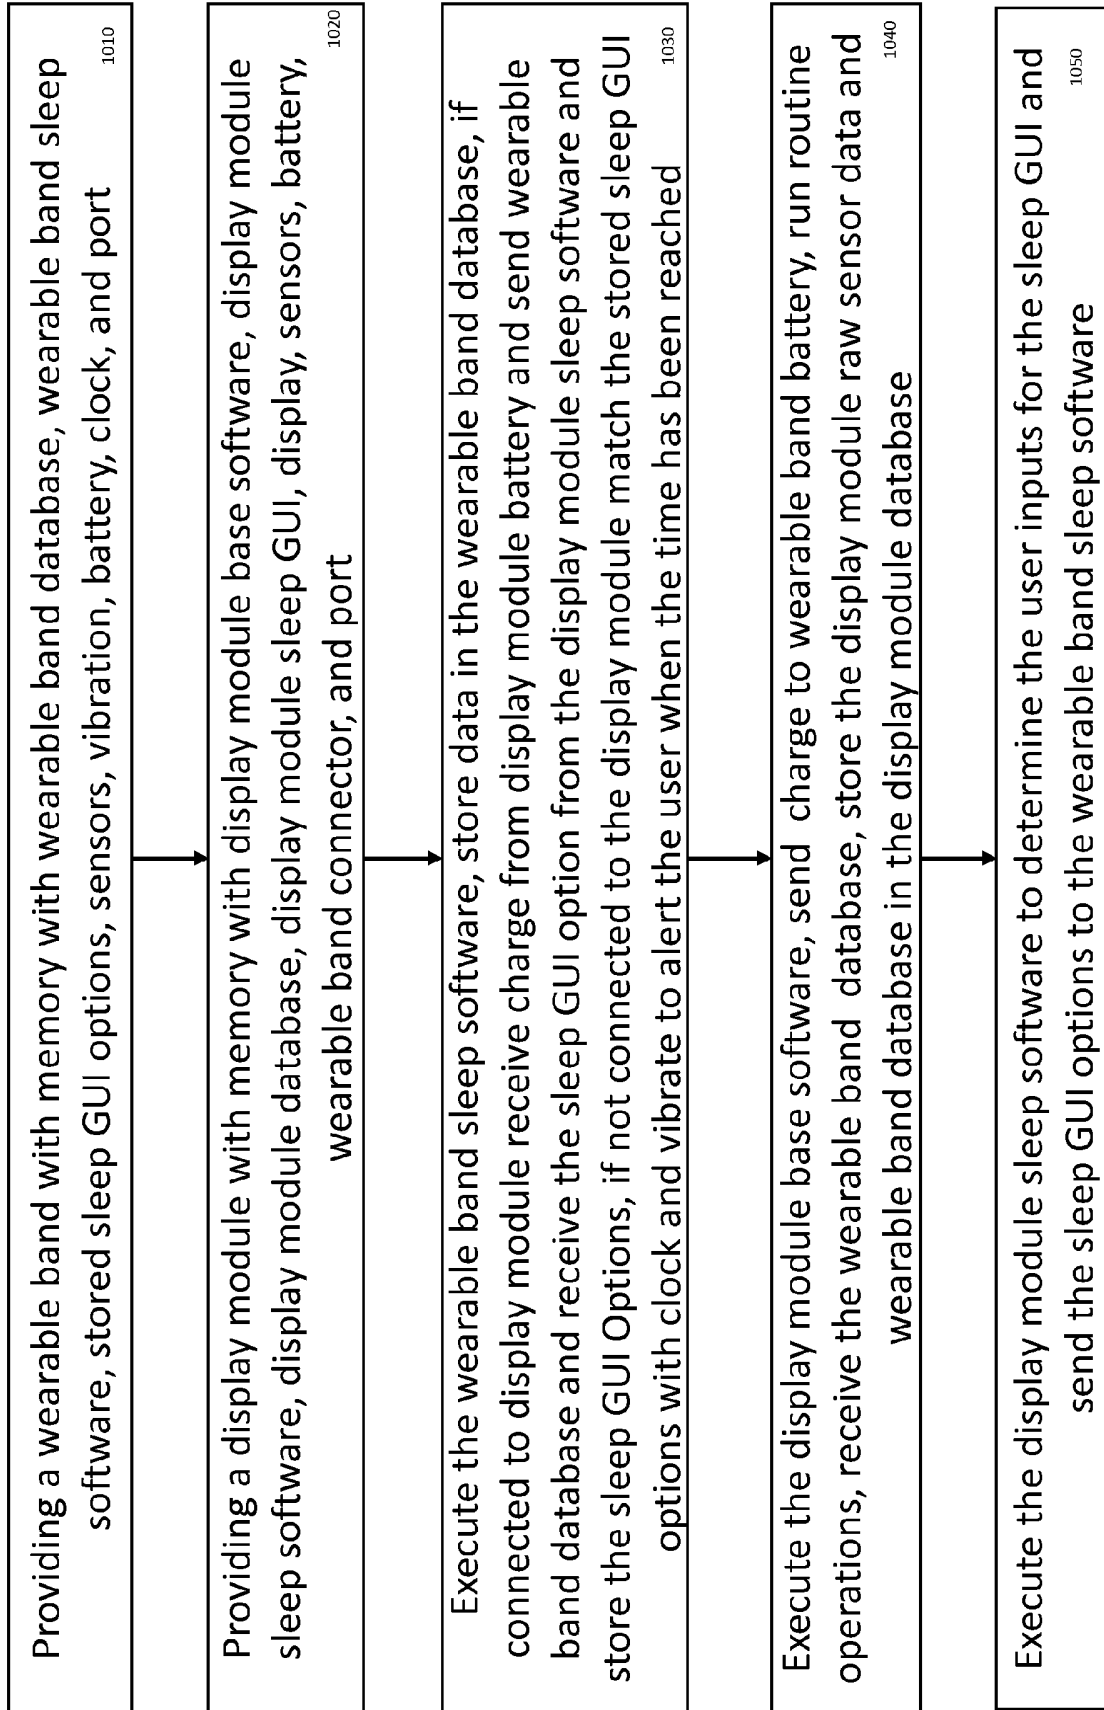 Providing a wearable band with memory with wearable band database, wearable band sleep
software, stored sleep GUI options, sensors, vibration, battery, clock, and port
1010
Providing a display module with memory with display module base software, display module
sleep software, display module database, display module sleep GUI, display, sensors, battery,
wearable band connector, and port
1020
Execute the wearable band sleep software, store data in the wearable band database, if
connected to display module receive charge from display module battery and send wearable
band database and receive the sleep GUI option from the display module sleep software and
store the sleep GUI Options, if not connected to the display module match the stored sleep GUI
options with clock and vibrate to alert the user when the time has been reached
1030
Execute the display module base software, send charge to wearable band battery, run routine
operations, receive the wearable band database, store the display module raw sensor data and
wearable band database in the display module database
1040
Execute the display module sleep software to determine the user inputs for the sleep GUI and
send the sleep GUI options to the wearable band sleep software
1050